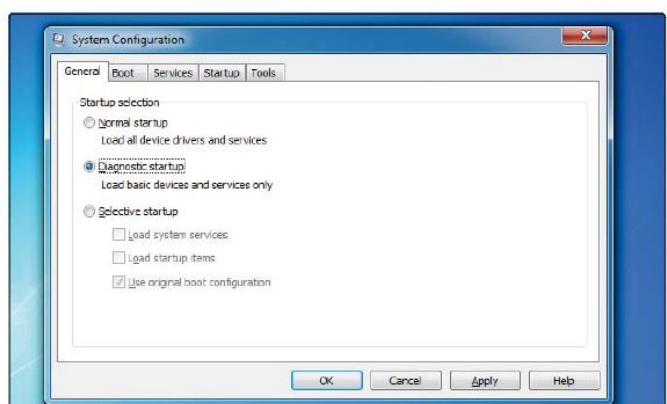 System Configuration
General Boot Services Startup Tools
Startup selection
Normal startup
Load all device drivers and services
Diagnostic startup
Load basic devices and services only
Selective startup
Load system services
Load startup items
Use original boot configuration
OK Cancel Apply Help